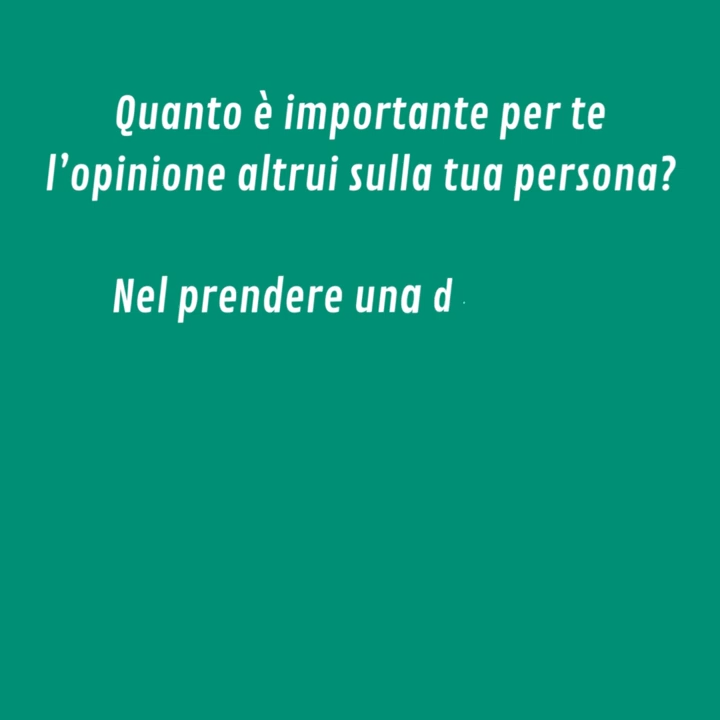 Quanto è importante per te
l’opinione altrui sulla tua persona?
Nel prendere una d